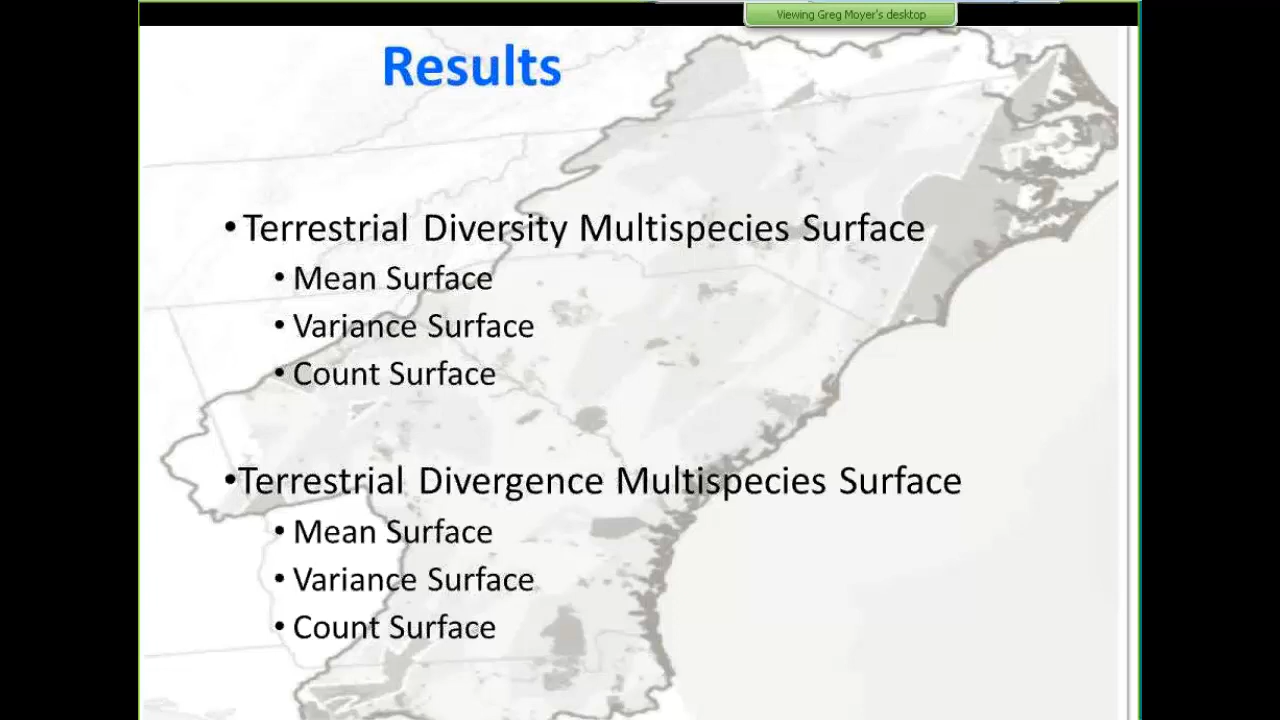 Viewing Greg Moyer's desktop
Results
• Terrestrial Diversity Multispecies Surface
• Mean Surface
• Variance Surface
• Count Surface
• Terrestrial Divergence Multispecies Surface
• Mean Surface
• Variance Surface
• Count Surface